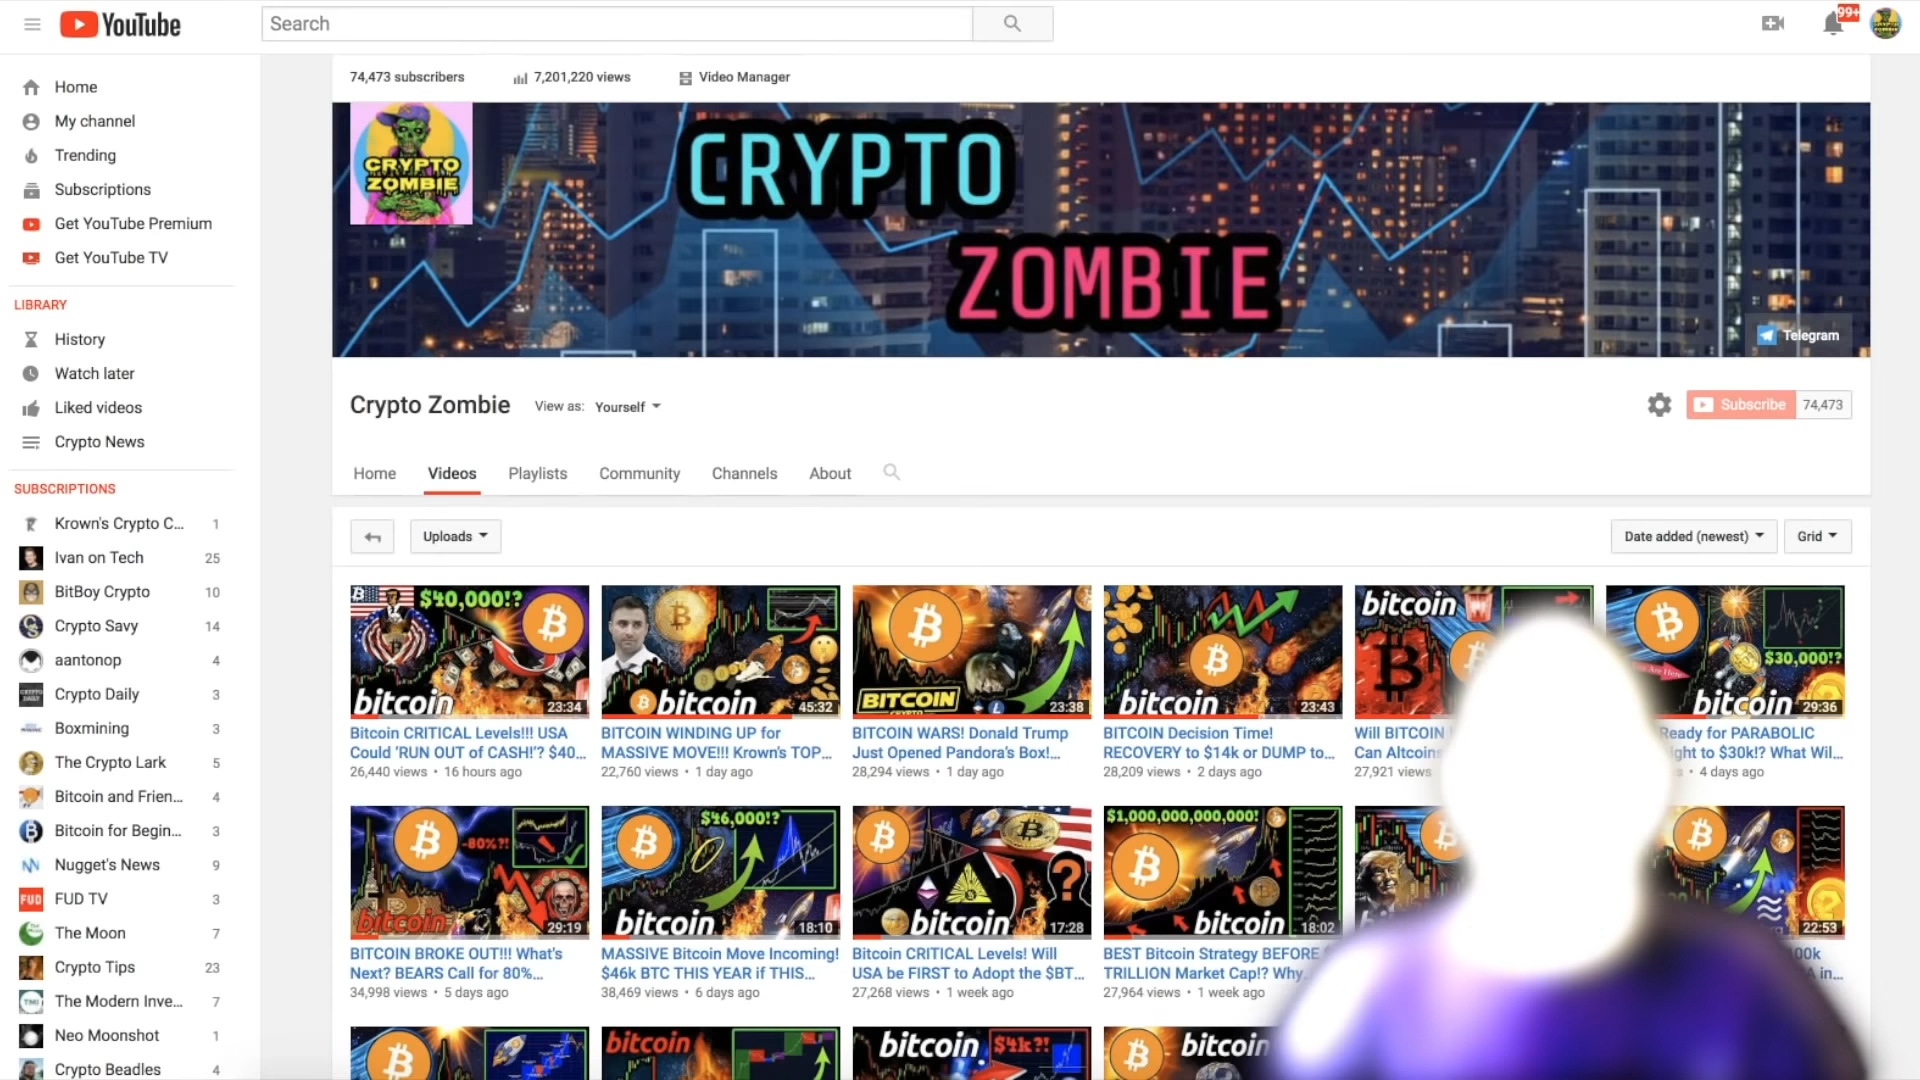 YouTube
Search
99+
Home
My channel
Trending
Subscriptions
Get YouTube Premium
Get YouTube TV
LIBRARY
History
Watch later
Liked videos
Crypto News
SUBSCRIPTIONS
Krown's Crypto C... 1
Ivan on Tech 25
BitBoy Crypto 10
Crypto Savy 14
aantonop 4
Crypto Daily 3
Boxmining 3
The Crypto Lark 5
Bitcoin and Frien... 4
Bitcoin for Begin... 3
Nugget's News 9
FUD
FUD TV 3
The Moon 7
Crypto Tips 23
TMI
The Modern Inve... 7
Neo Moonshot 1
Crypto Beadles 4
74,473 subscribers
7,201,220 views
Video Manager
CRYPTO
ZOMBIE
CRYPTO
ZOMBIE
Telegram
Crypto Zombie
View as: Yourself
Subscribe 74,473
Home
Videos
Playlists
Community
Channels
About
Uploads
Date added (newest)
Grid
$40,000!?
bitcoin
23:34
Bitcoin CRITICAL Levels!!! USA
Could ‘RUN OUT of CASH!’? $40...
26,440 views • 16 hours ago
bitcoin
45:32
BITCOIN WINDING UP for
MASSIVE MOVE!!! Krown's TOP...
22,760 views • 1 day ago
BITCOIN
23:38
BITCOIN WARS! Donald Trump
Just Opened Pandora's Box!...
28,294 views • 1 day ago
bitcoin
23:43
BITCOIN Decision Time!
RECOVERY to $14k or DUMP to...
28,209 views • 2 days ago
bitcoin
Will BITCOIN
Can Altcoins
27,921 views
$30,000!?
bitcoin
29:36
Ready for PARABOLIC
to $30k!? What Wil...
• 4 days ago
-80%?!
bitcoin
29:19
BITCOIN BROKE OUT!!! What's
Next? BEARS Call for 80%...
34,998 views • 5 days ago
$46,000!?
bitcoin
18:10
MASSIVE Bitcoin Move Incoming!
$46k BTC THIS YEAR if THIS...
38,469 views • 6 days ago
?
bitcoin
17:28
Bitcoin CRITICAL Levels! Will
USA be FIRST to Adopt the $BT...
27,268 views • 1 week ago
$1,000,000,000,000!
bitcoin
18:02
BEST Bitcoin Strategy BEFORE
TRILLION Market Cap!? Why
27,964 views • 1 week ago
22:53
in...
bitcoin
bitcoin
$4k?!
bitcoin